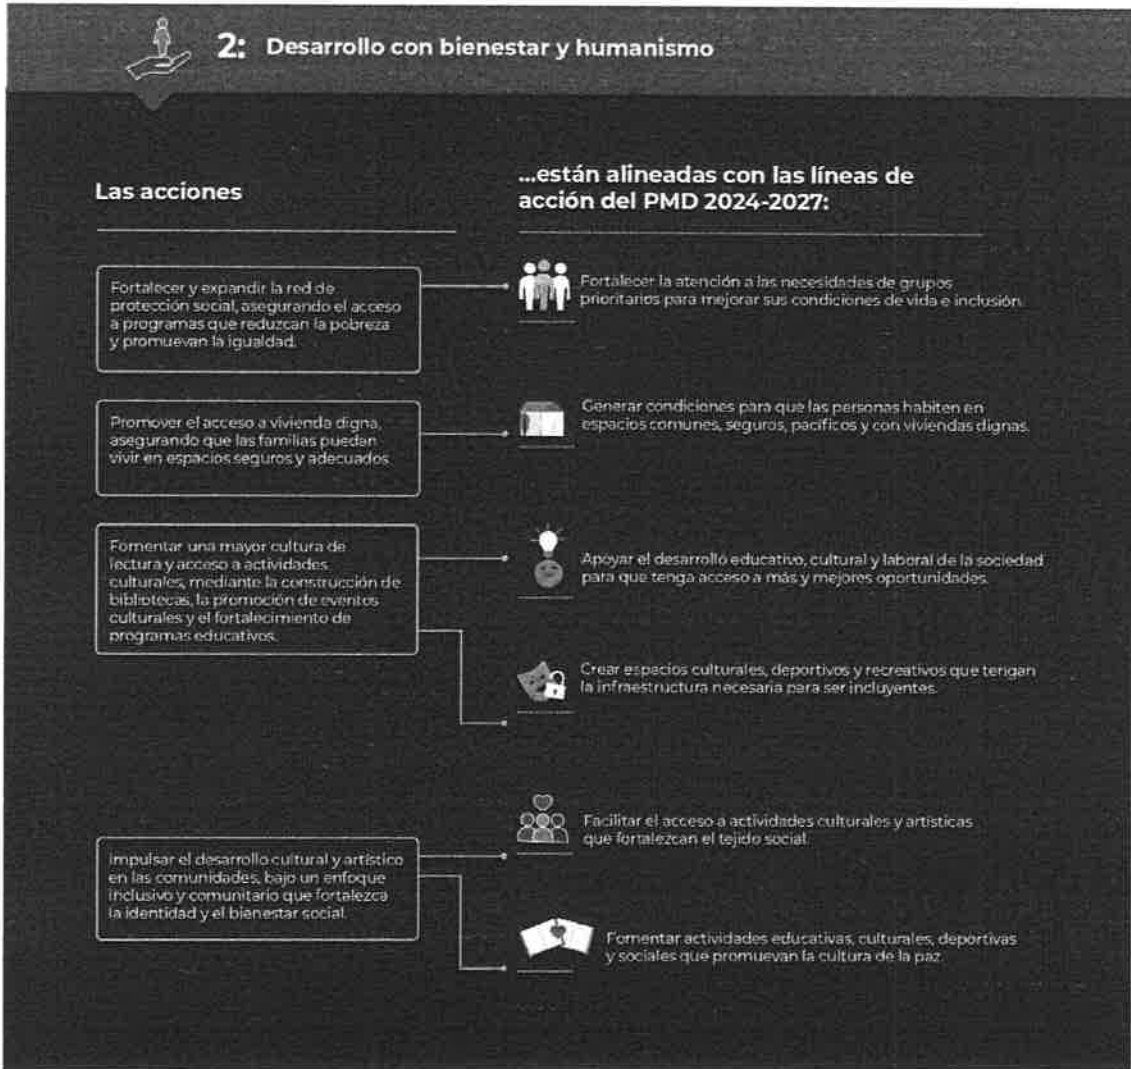 2: Desarrollo con bienestar y humanismo
Las acciones
...están alineadas con las líneas de
acción del PMD 2024-2027:
Fortalecer y expandir la red de
protección social, asegurando el acceso
a programas que reduzcan la pobreza
y promuevan la igualdad.
Fortalecer la atención a las necesidades de grupos
prioritarios para mejorar sus condiciones de vida e inclusión.
Promover el acceso a vivienda digna,
asegurando que las familias puedan
vivir en espacios seguros y adecuados
Generar condiciones para que las personas habiten en
espacios comunes, seguros, pacíficos y con viviendas dignas.
Fomentar una mayor cultura de
lectura y acceso a actividades
culturales, mediante la construcción de
bibliotecas, la promoción de eventos
culturales y el fortalecimiento de
programas educativos.
Apoyar el desarrollo educativo, cultural y laboral de la sociedad
para que tenga acceso a más y mejores oportunidades.
Crear espacios culturales, deportivos y recreativos que tengan
la infraestructura necesaria para ser incluyentes.
Impulsar el desarrollo cultural y artístico
en las comunidades, bajo un enfoque
inclusivo y comunitario que fortalezca
la identidad y el bienestar social.
Facilitar el acceso a actividades culturales y artísticas
que fortalezcan el tejido social.
Fomentar actividades educativas, culturales, deportivas
y sociales que promuevan la cultura de la paz.